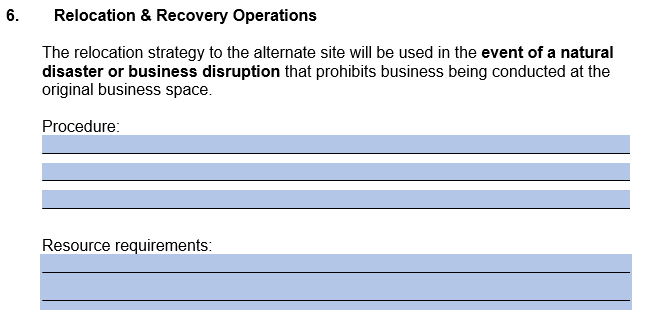 6. Relocation & Recovery Operations
The relocation strategy to the alternate site will be used in the event of a natural
disaster or business disruption that prohibits business being conducted at the
original business space.
Procedure:
Resource requirements: